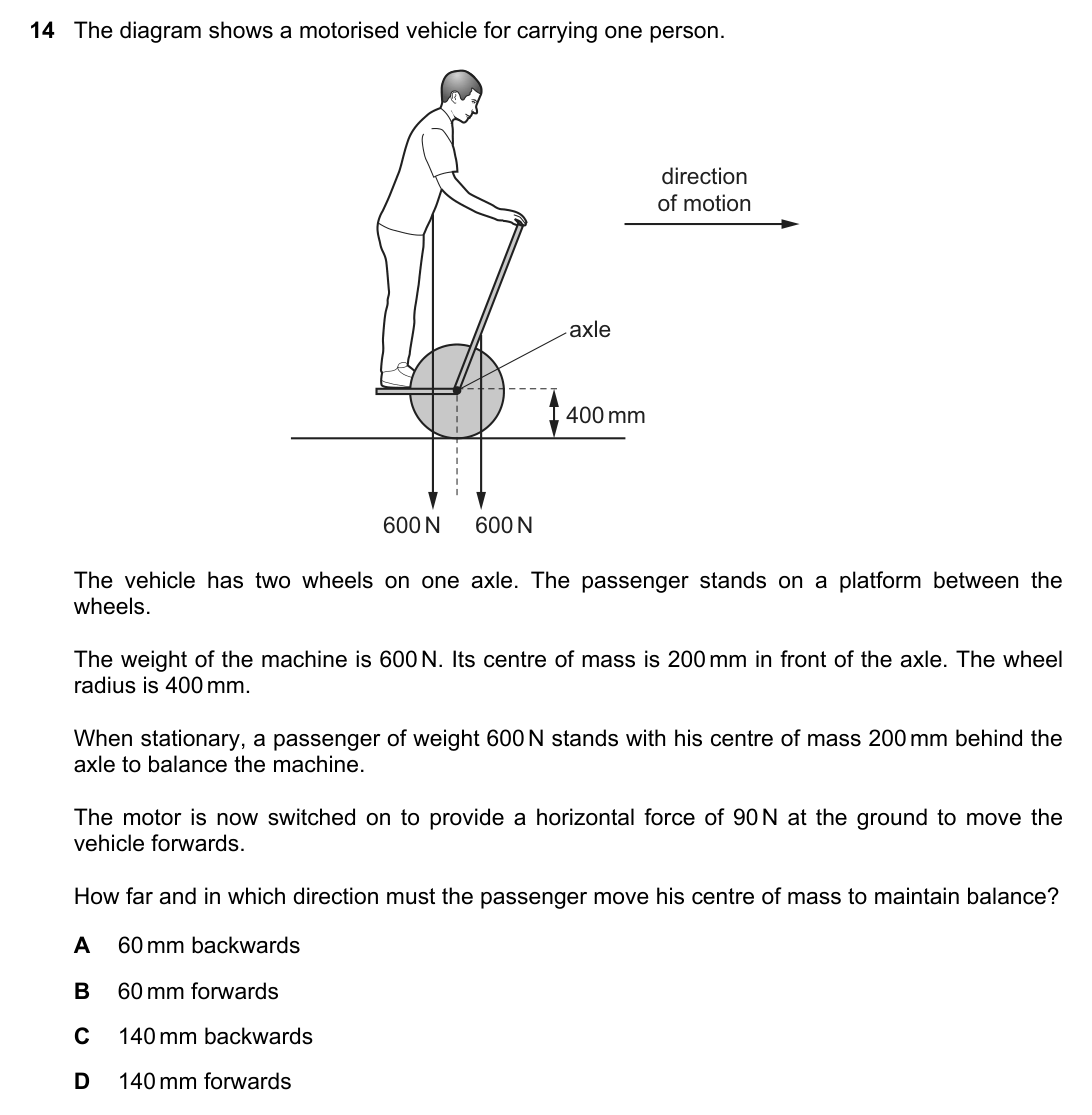 14 The diagram shows a motorised vehicle for carrying one person.
direction
of motion
axle
400 mm
600 N 600 N
The vehicle has two wheels on one axle. The passenger stands on a platform between the
wheels.
The weight of the machine is 600 N. Its centre of mass is 200 mm in front of the axle. The wheel
radius is 400 mm.
When stationary, a passenger of weight 600 N stands with his centre of mass 200 mm behind the
axle to balance the machine.
The motor is now switched on to provide a horizontal force of 90 N at the ground to move the
vehicle forwards.
How far and in which direction must the passenger move his centre of mass to maintain balance?
A 60 mm backwards
B 60 mm forwards
C 140 mm backwards
D 140 mm forwards